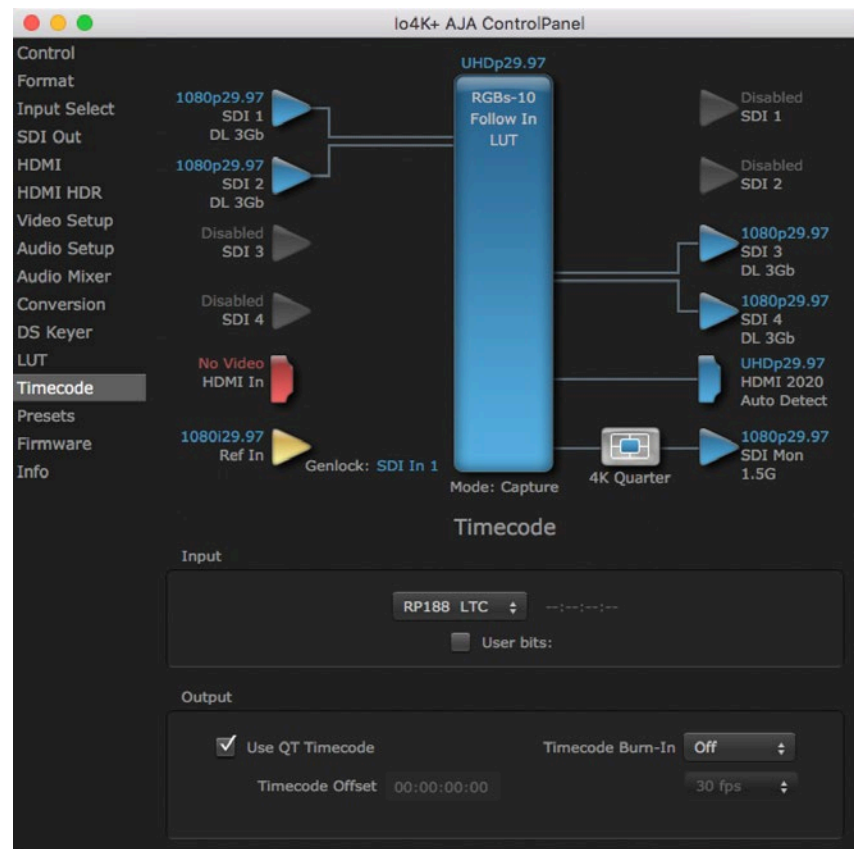 Io4K+ AJA ControlPanel
Control
Format
Input Select
SDI Out
HDMI
HDMI HDR
Video Setup
Audio Setup
Audio Mixer
Conversion
DS Keyer
LUT
Timecode
Presets
Firmware
Info
1080p29.97
SDI 1
DL 3Gb
1080p29.97
SDI 2
DL 3Gb
Disabled
SDI 3
Disabled
SDI 4
No Video
HDMI In
1080i29.97
Ref In
Genlock: SDI In 1
UHDp29.97
RGBs-10
Follow In
LUT
Mode: Capture
Disabled
SDI 1
Disabled
SDI 2
1080p29.97
SDI 3
DL 3Gb
1080p29.97
SDI 4
DL 3Gb
UHDp29.97
HDMI 2020
Auto Detect
4K Quarter
1080p29.97
SDI Mon
1.5G
Timecode
Input
RP188 LTC --:--:--:--
User bits:
Output
Use QT Timecode Timecode Burn-In Off
Timecode Offset 00:00:00:00 30 fps